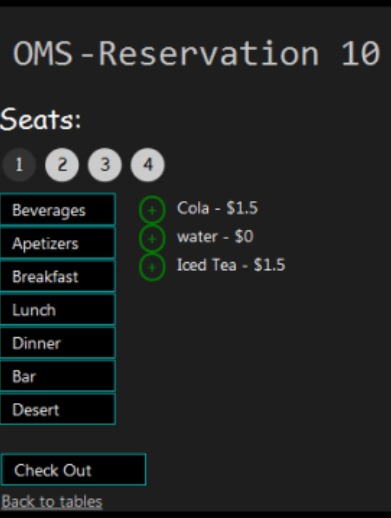 OMS-Reservation 10
Seats:
1 2 3 4
Beverages
Apetizers
Breakfast
Lunch
Dinner
Bar
Desert
+ Cola - $1.5
+ water - $0
+ Iced Tea - $1.5
Check Out
Back to tables